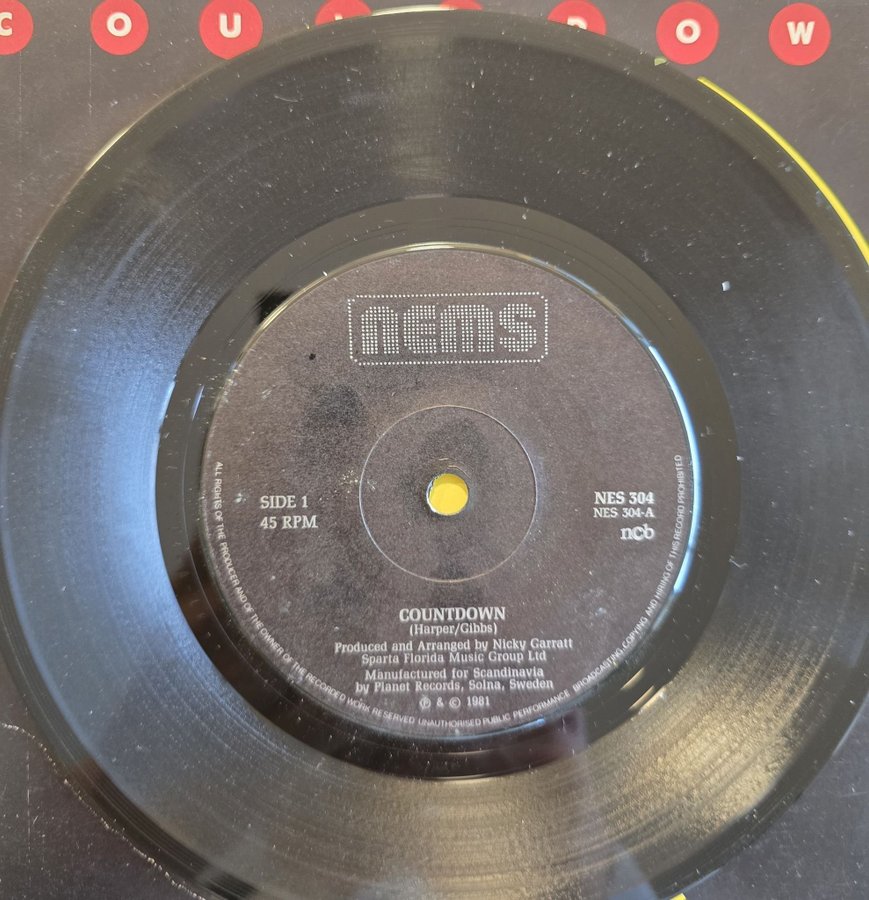 C O U D O W
nems
SIDE 1
45 RPM
NES 304
NES 304-A
ncb
COUNTDOWN
(Harper/Gibbs)
Produced and Arranged by Nicky Garratt
Sparta Florida Music Group Ltd
Manufactured for Scandinavia
by Planet Records, Solna, Sweden
℗ & © 1981
ALL RIGHTS OF THE PRODUCER AND OF THE OWNER OF THE RECORDED WORK RESERVED UNAUTHORISED PUBLIC PERFORMANCE BROADCASTING COPYING AND HIRING OF THIS RECORD PROHIBITED